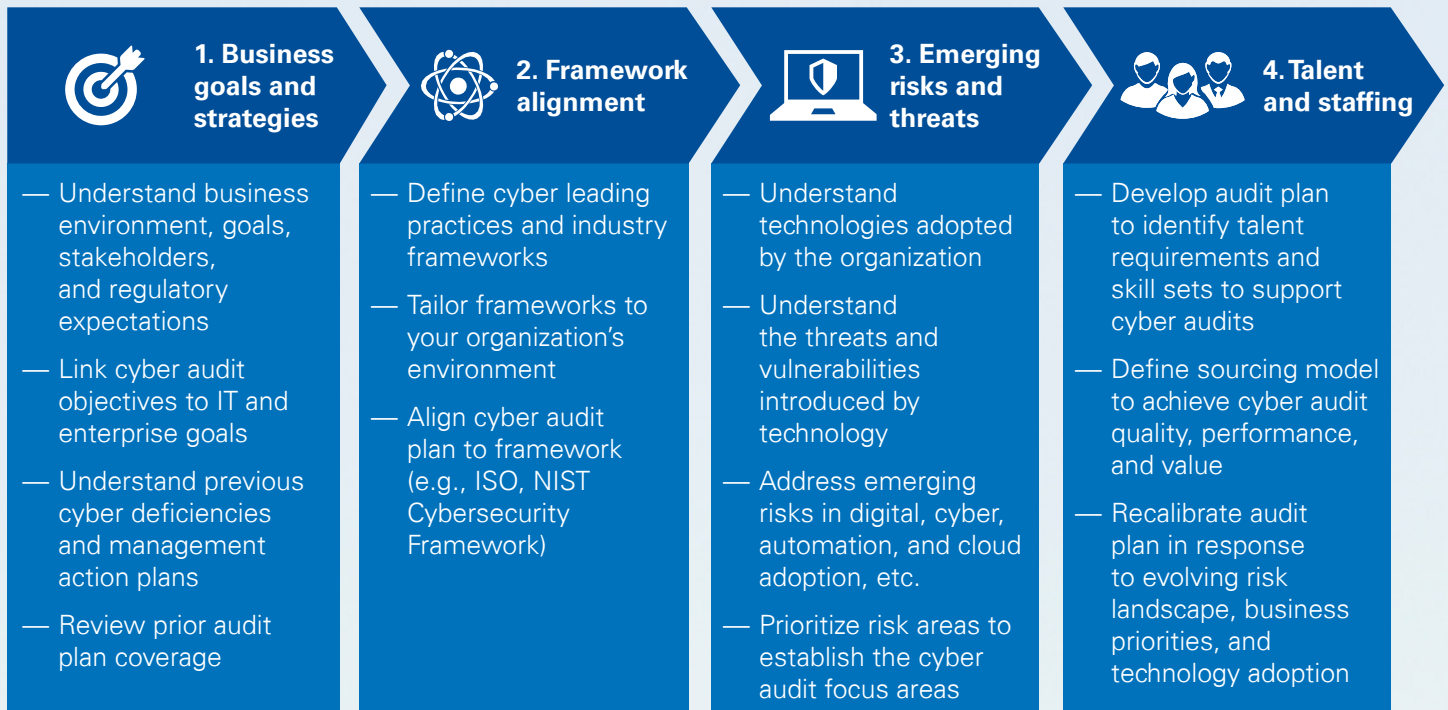 1. Business
goals and
strategies
— Understand business
environment, goals,
stakeholders,
and regulatory
expectations
— Link cyber audit
objectives to IT and
enterprise goals
— Understand previous
cyber deficiencies
and management
action plans
— Review prior audit
plan coverage
2. Framework
alignment
— Define cyber leading
practices and industry
frameworks
— Tailor frameworks to
your organization’s
environment
— Align cyber audit
plan to framework
(e.g., ISO, NIST
Cybersecurity
Framework)
3. Emerging
risks and
threats
— Understand
technologies adopted
by the organization
— Understand
the threats and
vulnerabilities
introduced by
technology
— Address emerging
risks in digital, cyber,
automation, and cloud
adoption, etc.
— Prioritize risk areas to
establish the cyber
audit focus areas
4. Talent
and staffing
— Develop audit plan
to identify talent
requirements and
skill sets to support
cyber audits
— Define sourcing model
to achieve cyber audit
quality, performance,
and value
— Recalibrate audit
plan in response
to evolving risk
landscape, business
priorities, and
technology adoption